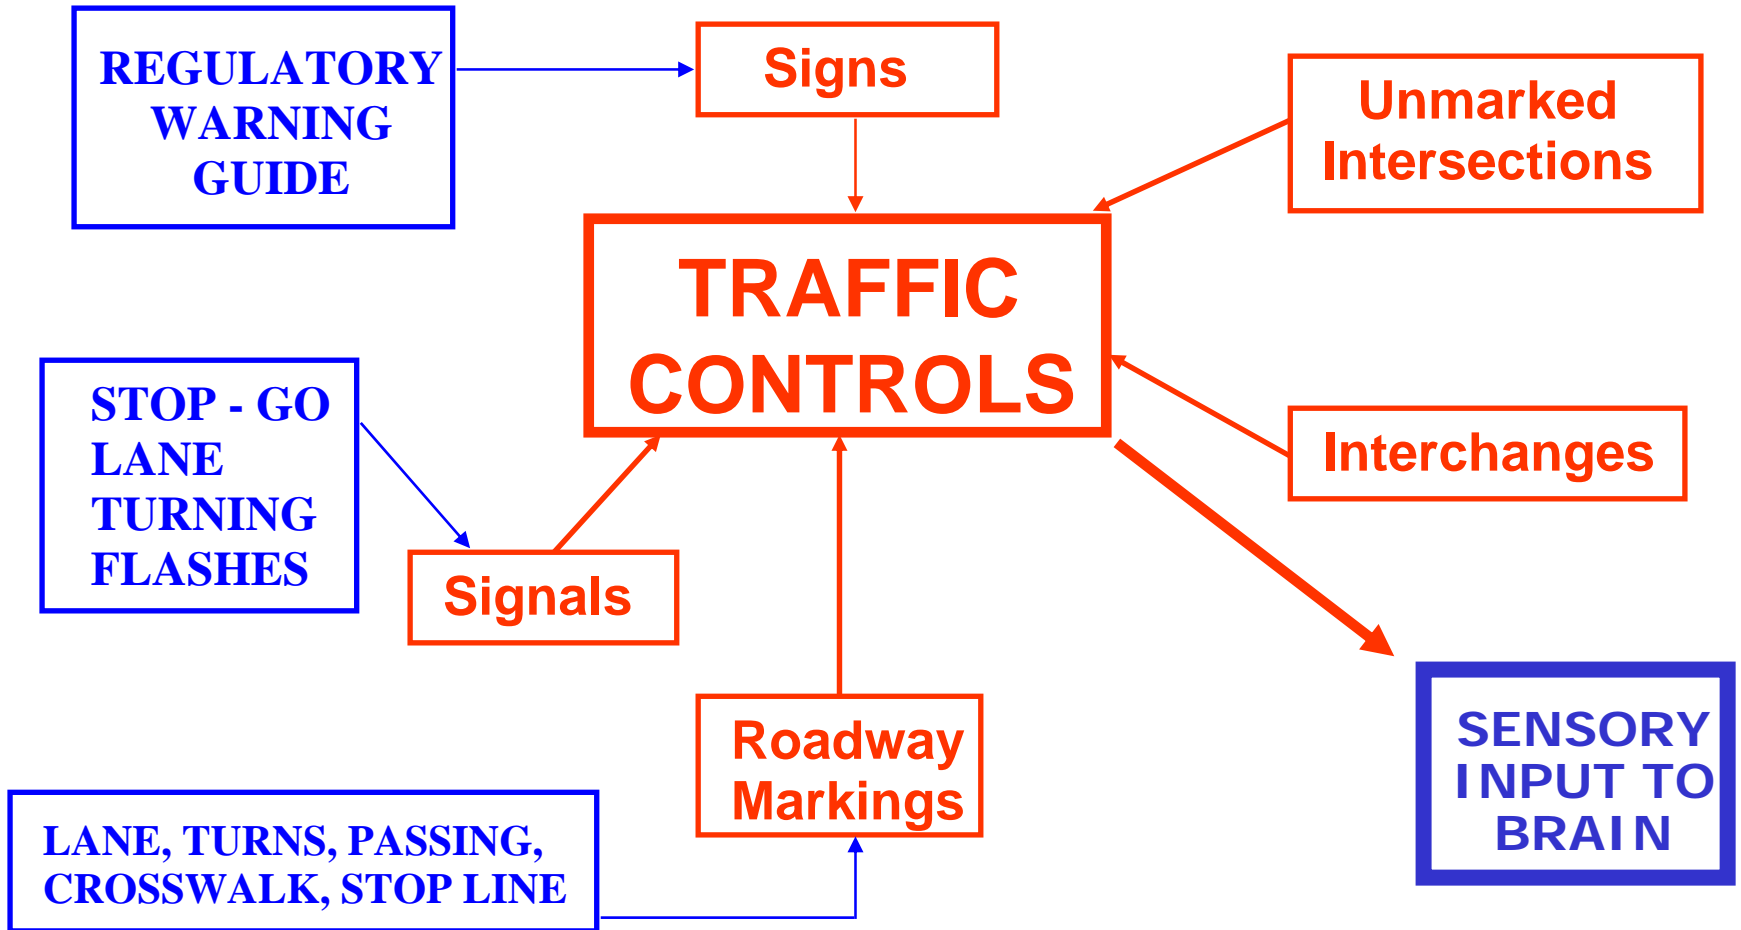 REGULATORY
WARNING
GUIDE
Signs
Unmarked
Intersections
TRAFFIC
CONTROLS
STOP - GO
LANE
TURNING
FLASHES
Interchanges
Signals
Roadway
Markings
SENSORY
INPUT TO
BRAIN
LANE, TURNS, PASSING,
CROSSWALK, STOP LINE